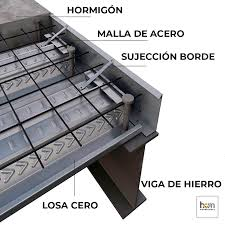 HORMIGÓN
MALLA DE ACERO
SUJECCIÓN BORDE
VIGA DE HIERRO
LOSA CERO